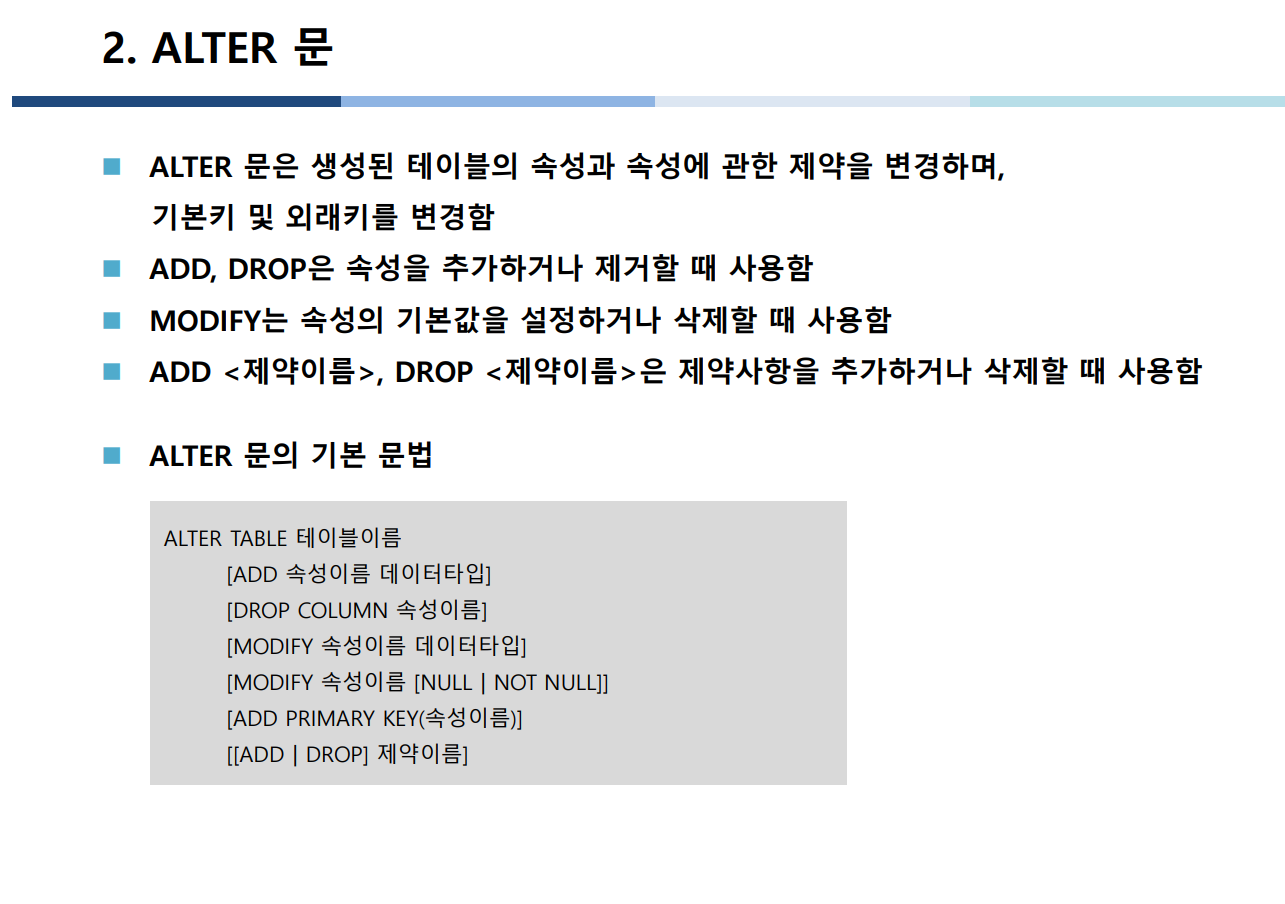 2. ALTER 문
ALTER 문은 생성된 테이블의 속성과 속성에 관한 제약을 변경하며,
기본키 및 외래키를 변경함
ADD, DROP은 속성을 추가하거나 제거할 때 사용함
MODIFY는 속성의 기본값을 설정하거나 삭제할 때 사용함
ADD <제약이름>, DROP <제약이름>은 제약사항을 추가하거나 삭제할 때 사용함
ALTER 문의 기본 문법
ALTER TABLE 테이블이름
[ADD 속성이름 데이터타입]
[DROP COLUMN 속성이름]
[MODIFY 속성이름 데이터타입]
[MODIFY 속성이름 [NULL | NOT NULL]]
[ADD PRIMARY KEY(속성이름)]
[[ADD | DROP] 제약이름]